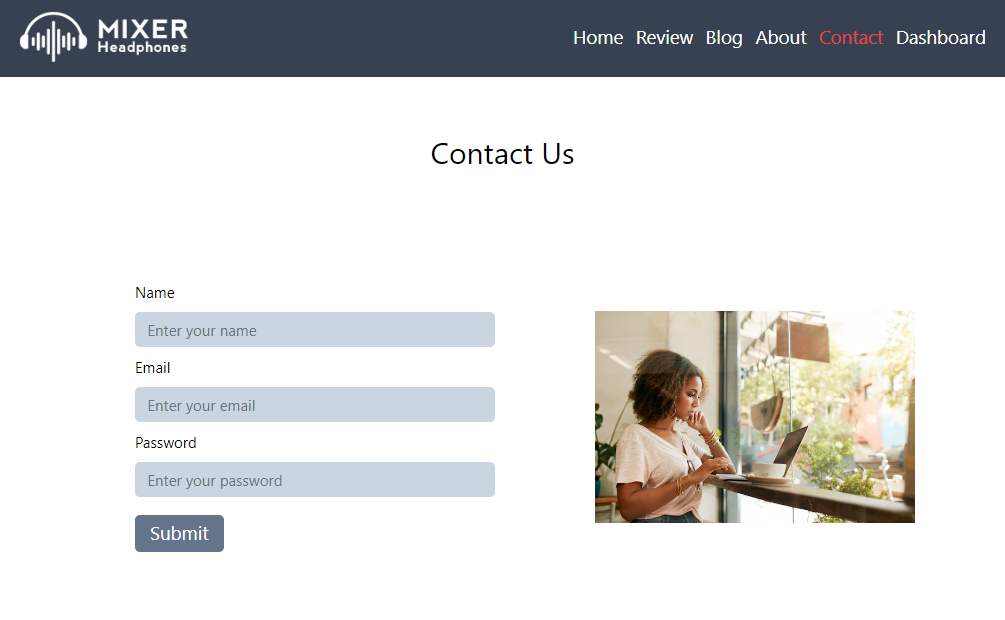 MIXER
Headphones
Home Review Blog About Contact Dashboard
Contact Us
Name
Enter your name
Email
Enter your email
Password
Enter your password
Submit